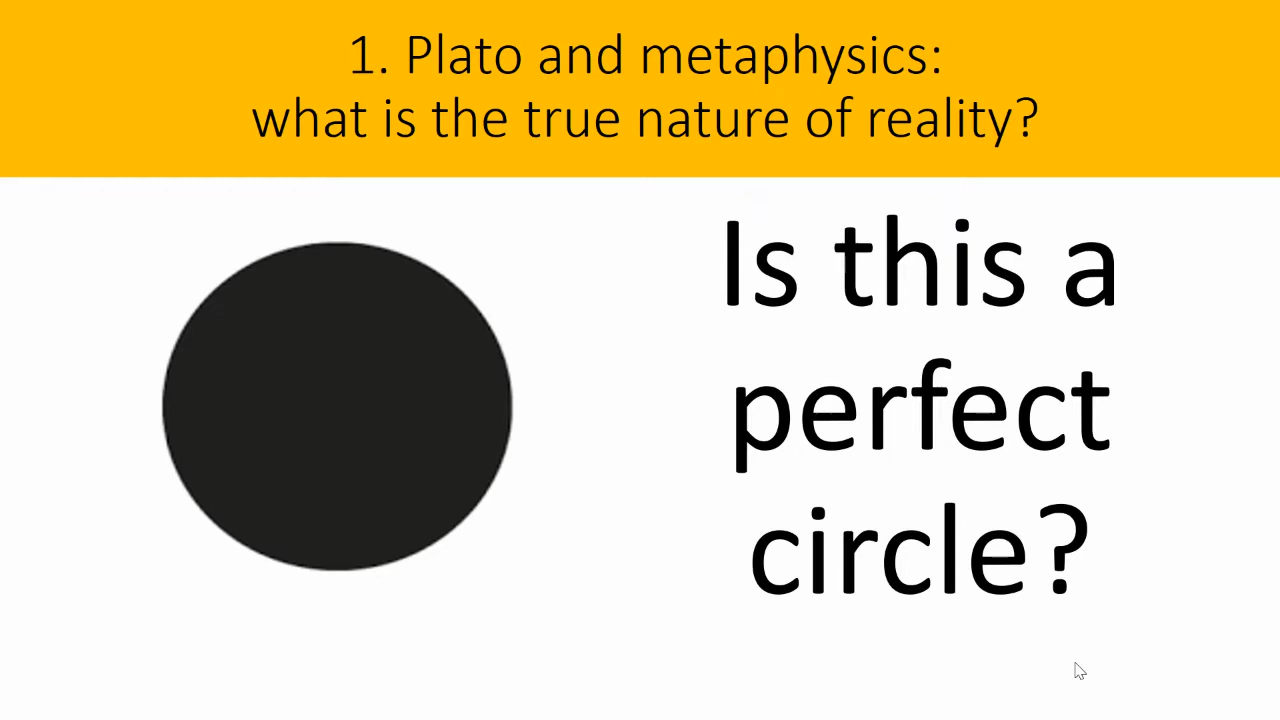 1. Plato and metaphysics:
what is the true nature of reality?
Is this a
perfect
circle?